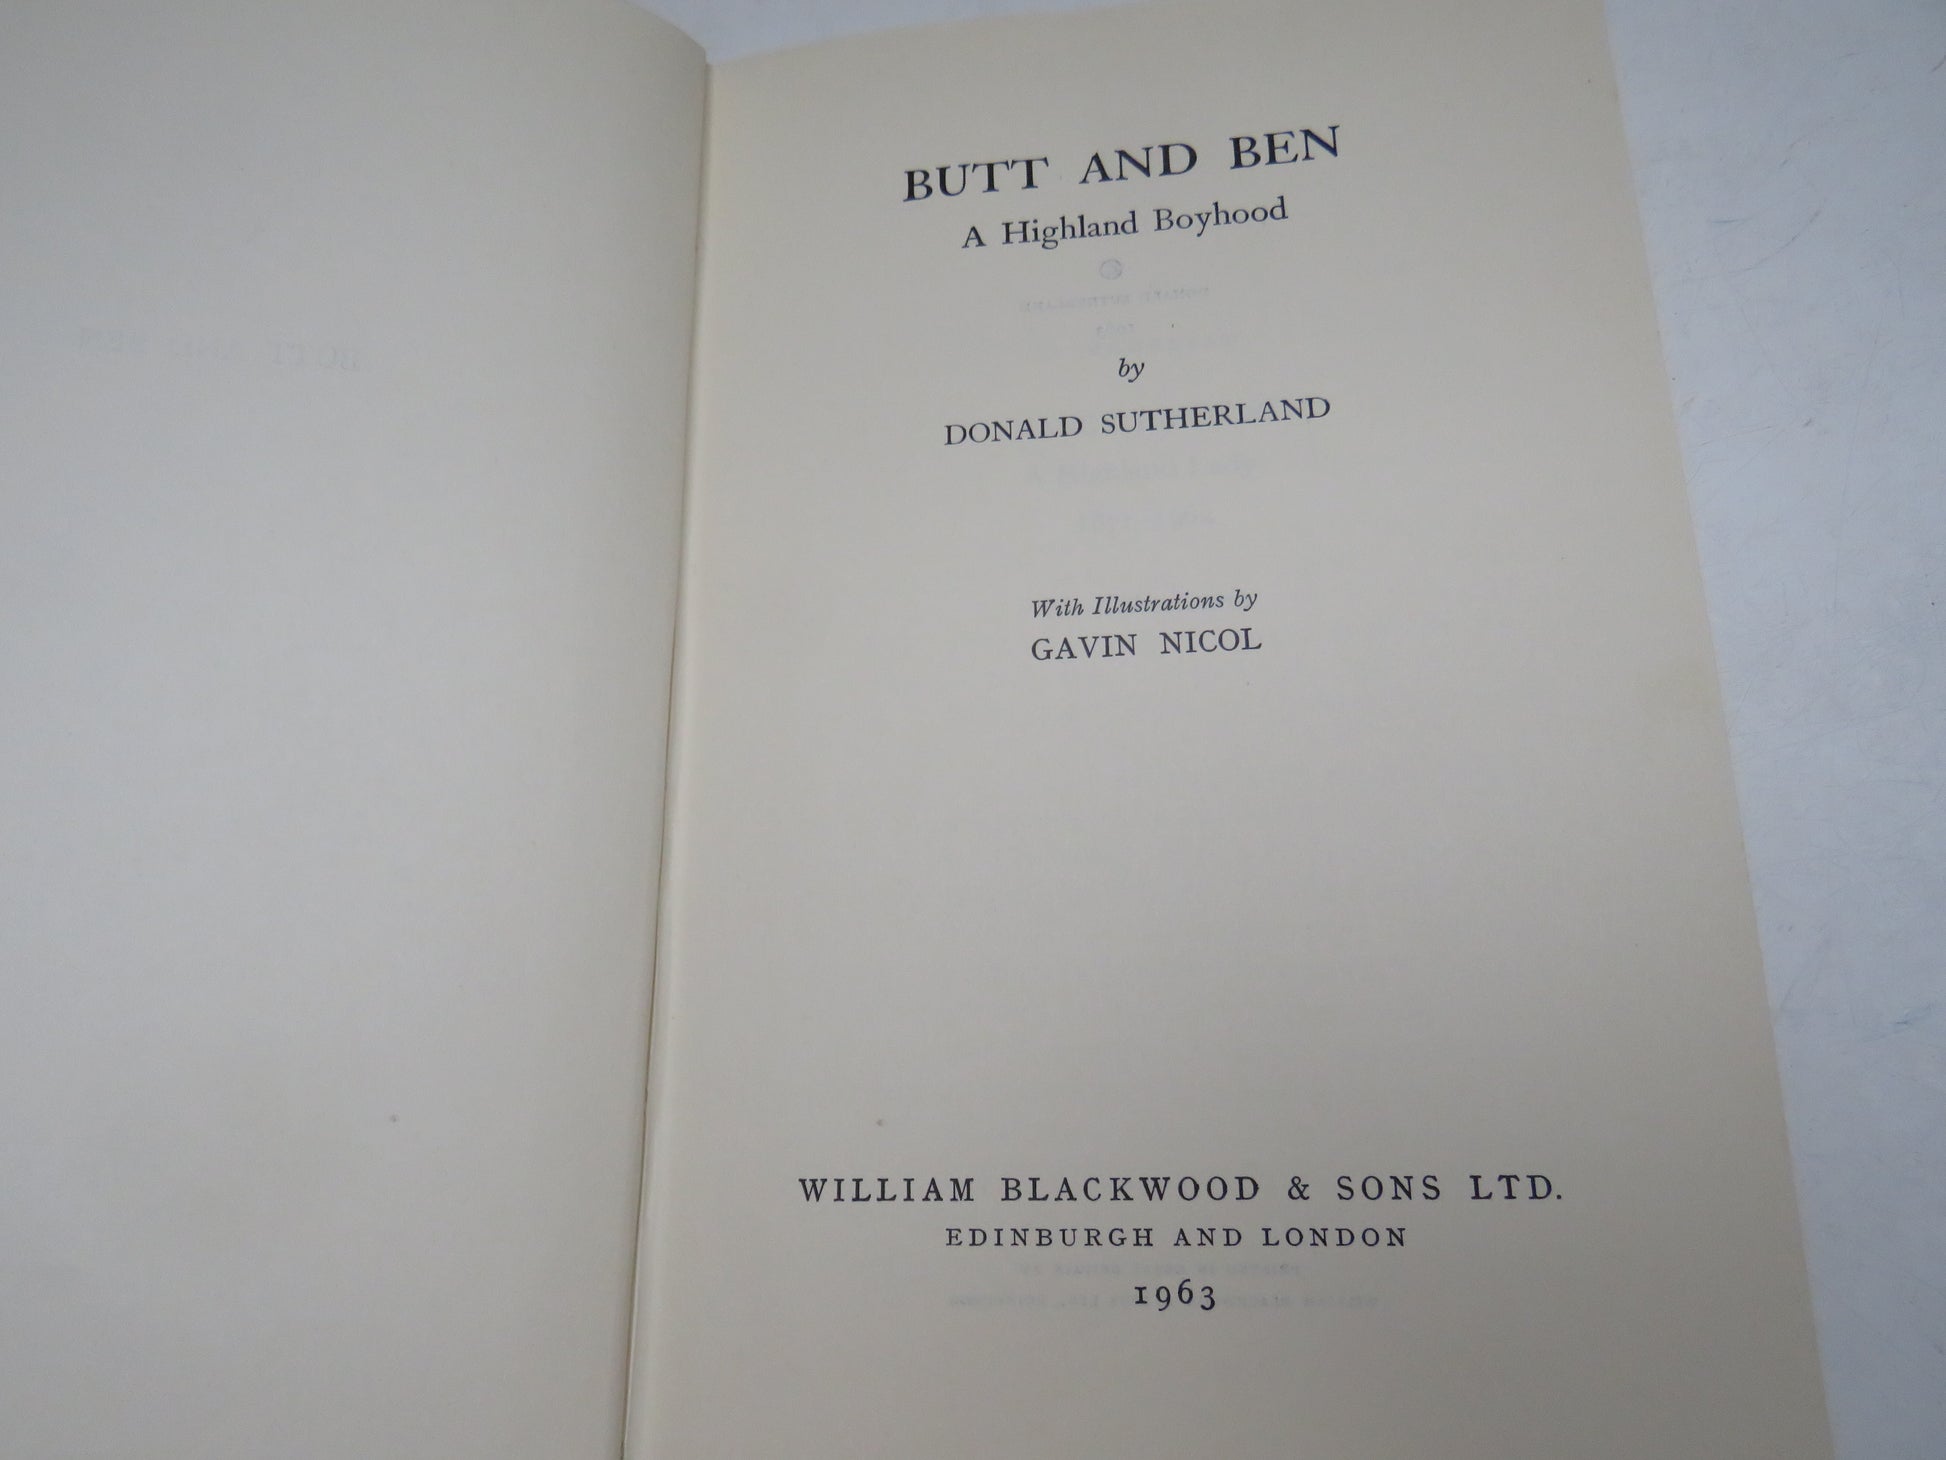 BUTT AND BEN
A Highland Boyhood
by
DONALD SUTHERLAND
With Illustrations by
GAVIN NICOL
WILLIAM BLACKWOOD & SONS LTD.
EDINBURGH AND LONDON
1963